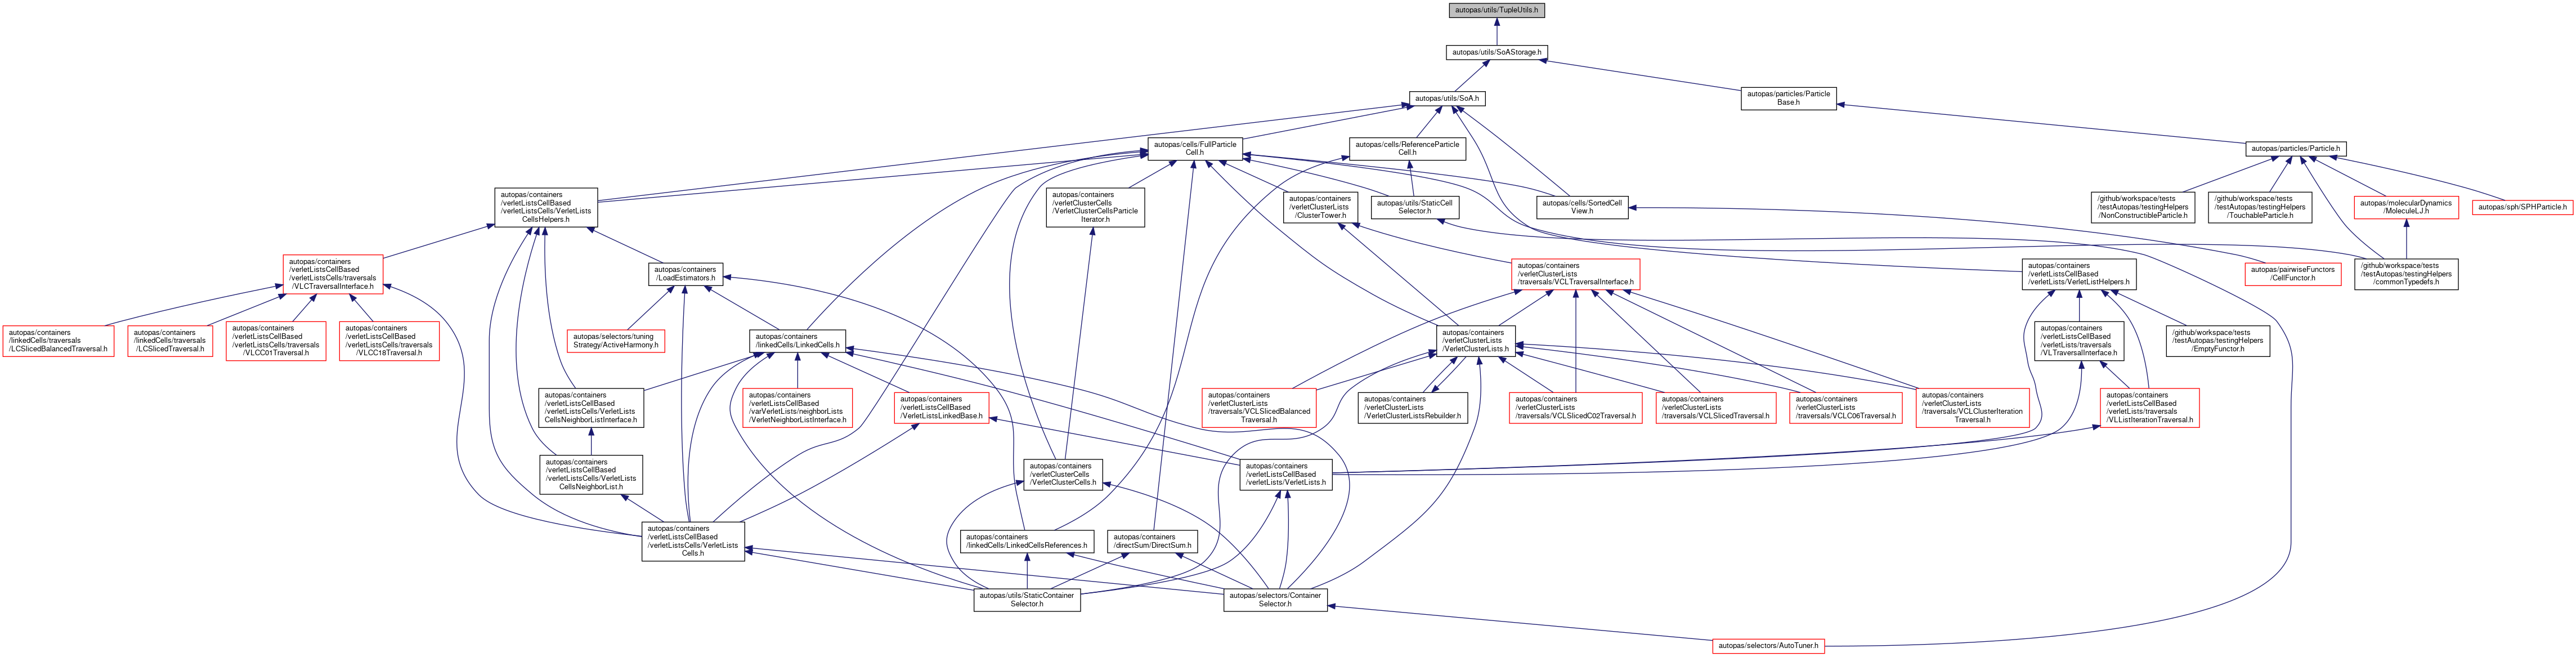 autopas/utils/TupleUtils.h
autopas/utils/SoAStorage.h
autopas/utils/SoA.h
autopas/particles/Particle
Base.h
autopas/cells/FullParticle
Cell.h
autopas/cells/ReferenceParticle
Cell.h
autopas/particles/Particle.h
autopas/containers
/verletListsCellBased
/verletListsCells/VerletLists
CellsHelpers.h
autopas/containers
/verletClusterCells
/VerletClusterCellsParticle
Iterator.h
autopas/containers
/verletClusterLists
/ClusterTower.h
autopas/utils/StaticCell
Selector.h
autopas/cells/SortedCell
View.h
/github/workspace/tests
/testAutopas/testingHelpers
/NonConstructibleParticle.h
/github/workspace/tests
/testAutopas/testingHelpers
/TouchableParticle.h
autopas/molecularDynamics
/MoleculeLJ.h
autopas/sph/SPHParticle.h
autopas/containers
/verletListsCellBased
/verletListsCells/traversals
/VLCTraversalInterface.h
autopas/containers
/LoadEstimators.h
autopas/containers
/verletClusterLists
/traversals/VCLTraversalInterface.h
autopas/containers
/verletListsCellBased
/verletLists/VerletListHelpers.h
autopas/pairwiseFunctors
/CellFunctor.h
/github/workspace/tests
/testAutopas/testingHelpers
/commonTypedefs.h
autopas/containers
/linkedCells/traversals
/LCSlicedBalancedTraversal.h
autopas/containers
/linkedCells/traversals
/LCSlicedTraversal.h
autopas/containers
/verletListsCellBased
/verletListsCells/traversals
/VLCC01Traversal.h
autopas/containers
/verletListsCellBased
/verletListsCells/traversals
/VLCC18Traversal.h
autopas/selectors/tuning
Strategy/ActiveHarmony.h
autopas/containers
/linkedCells/LinkedCells.h
autopas/containers
/verletClusterLists
/VerletClusterLists.h
autopas/containers
/verletListsCellBased
/verletLists/traversals
/VLTraversalInterface.h
/github/workspace/tests
/testAutopas/testingHelpers
/EmptyFunctor.h
autopas/containers
/verletListsCellBased
/verletListsCells/VerletLists
CellsNeighborListInterface.h
autopas/containers
/verletListsCellBased
/varVerletLists/neighborLists
/VerletNeighborListInterface.h
autopas/containers
/verletListsCellBased
/VerletListsLinkedBase.h
autopas/containers
/verletClusterLists
/traversals/VCLSlicedBalanced
Traversal.h
autopas/containers
/verletClusterLists
/VerletClusterListsRebuilder.h
autopas/containers
/verletClusterLists
/traversals/VCLSlicedC02Traversal.h
autopas/containers
/verletClusterLists
/traversals/VCLSlicedTraversal.h
autopas/containers
/verletClusterLists
/traversals/VCLC06Traversal.h
autopas/containers
/verletClusterLists
/traversals/VCLClusterIteration
Traversal.h
autopas/containers
/verletListsCellBased
/verletLists/traversals
/VLListIterationTraversal.h
autopas/containers
/verletListsCellBased
/verletListsCells/VerletLists
CellsNeighborList.h
autopas/containers
/verletClusterCells
/VerletClusterCells.h
autopas/containers
/verletListsCellBased
/verletLists/VerletLists.h
autopas/containers
/verletListsCellBased
/verletListsCells/VerletLists
Cells.h
autopas/containers
/linkedCells/LinkedCellsReferences.h
autopas/containers
/directSum/DirectSum.h
autopas/utils/StaticContainer
Selector.h
autopas/selectors/Container
Selector.h
autopas/selectors/AutoTuner.h